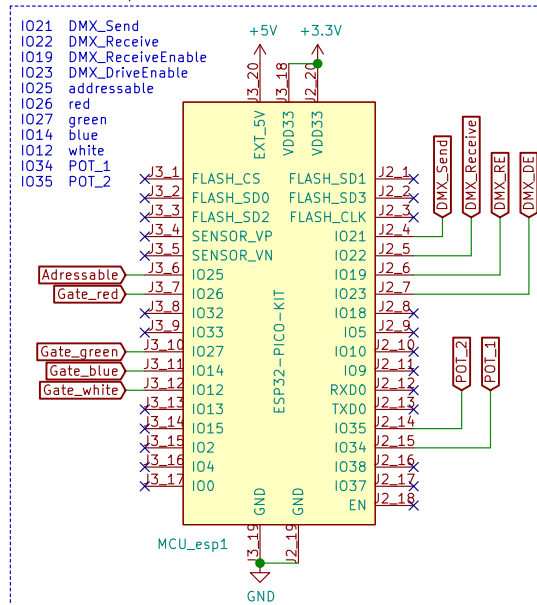 IO21 DMX_Send
IO22 DMX_Receive
IO19 DMX_ReceiveEnable
IO23 DMX_DriveEnable
IO25 addressable
IO26 red
IO27 green
IO14 blue
IO12 white
IO34 POT_1
IO35 POT_2
+5V
+3.3V
J3_20
J3_18
J2_20
EXT_5V
VDD33
VDD33
DMX_Send
DMX_Receive
DMX_RE
DMX_DE
J3_1 FLASH_CS FLASH_SD1 J2_1
J3_2 FLASH_SD0 FLASH_SD3 J2_2
J3_3 FLASH_SD2 FLASH_CLK J2_3
J3_4 SENSOR_VP IO21 J2_4
J3_5 SENSOR_VN IO22 J2_5
Adressable J3_6 IO25 IO19 J2_6
Gate_red J3_7 IO26 IO23 J2_7
J3_8 IO32 IO18 J2_8
J3_9 IO33 IO5 J2_9
Gate_green J3_10 IO27 IO10 J2_10
Gate_blue J3_11 IO14 IO9 J2_11
Gate_white J3_12 IO12 RXD0 J2_12
J3_13 IO13 TXD0 J2_13
J3_14 IO15 IO35 J2_14
J3_15 IO2 IO34 J2_15
J3_16 IO4 IO38 J2_16
J3_17 IO0 IO37 J2_17
EN J2_18
ESP32-PICO-KIT
POT_2
POT_1
GND
GND
J3_19
J2_19
MCU_esp1
GND